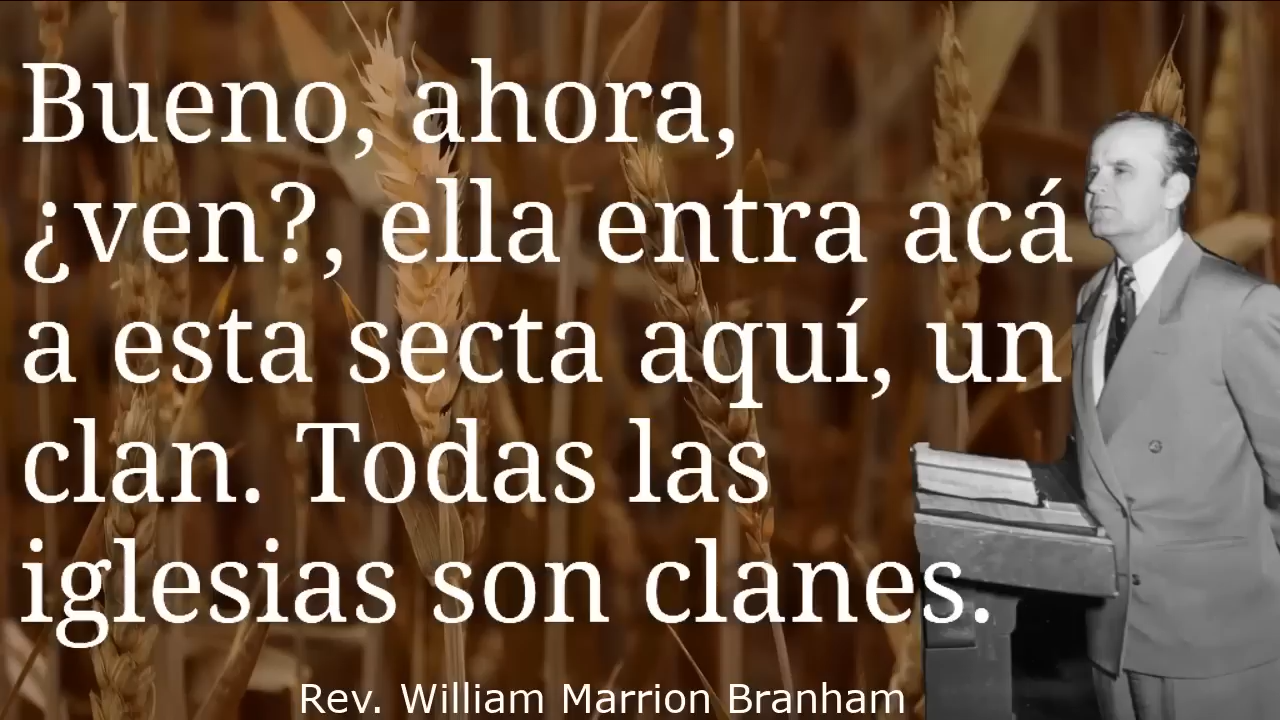 Bueno, ahora,
¿ven?, ella entra acá
a esta secta aquí, un
clan. Todas las
iglesias son clanes.
Rev. William Marrion Branham